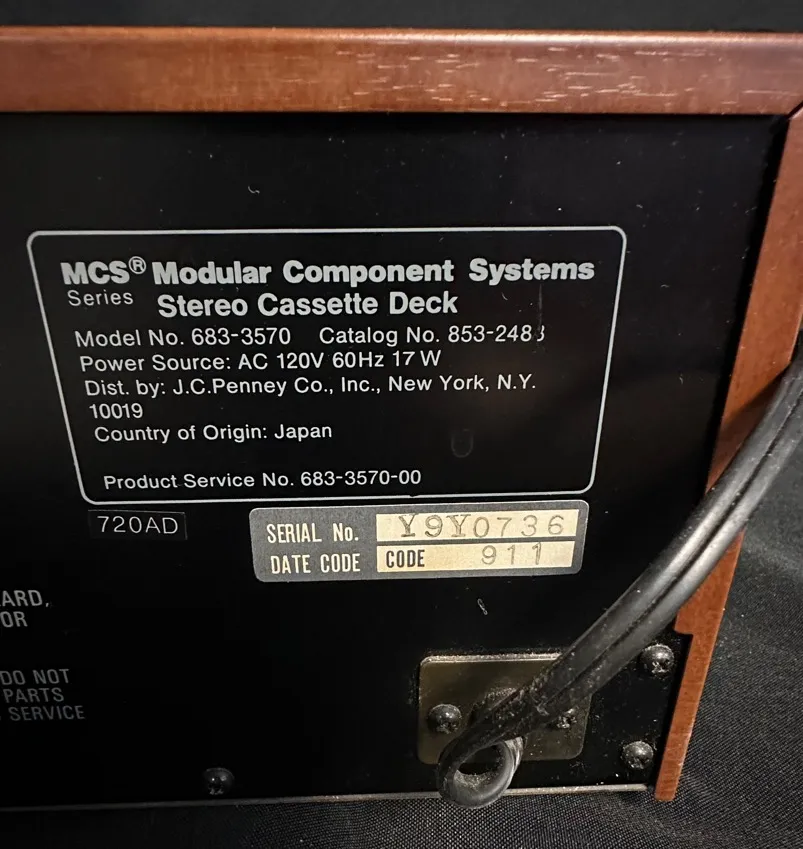 MCS® Modular Component Systems
Series Stereo Cassette Deck
Model No. 683-3570 Catalog No. 853-2483
Power Source: AC 120V 60Hz 17 W
Dist. by: J.C.Penney Co., Inc., New York, N.Y.
10019
Country of Origin: Japan
Product Service No. 683-3570-00
720AD
SERIAL No. Y9Y0736
DATE CODE CODE 911
ARD,
OR
DO NOT
PARTS
SERVICE